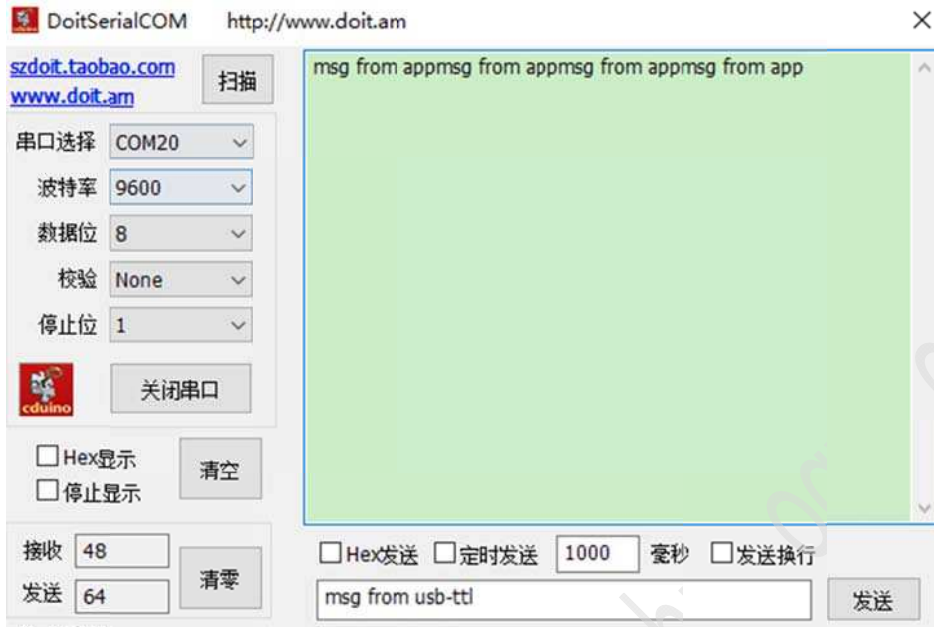 DoitSerialCOM http://www.doit.am
szdoit.taobao.com
www.doit.am
扫描
串口选择 COM20
波特率 9600
数据位 8
校验 None
停止位 1
cduino
关闭串口
Hex显示
停止显示
清空
接收 48
发送 64
清零
msg from appmsg from appmsg from appmsg from app
Hex发送 定时发送 1000 毫秒 发送换行
msg from usb-ttl 发送